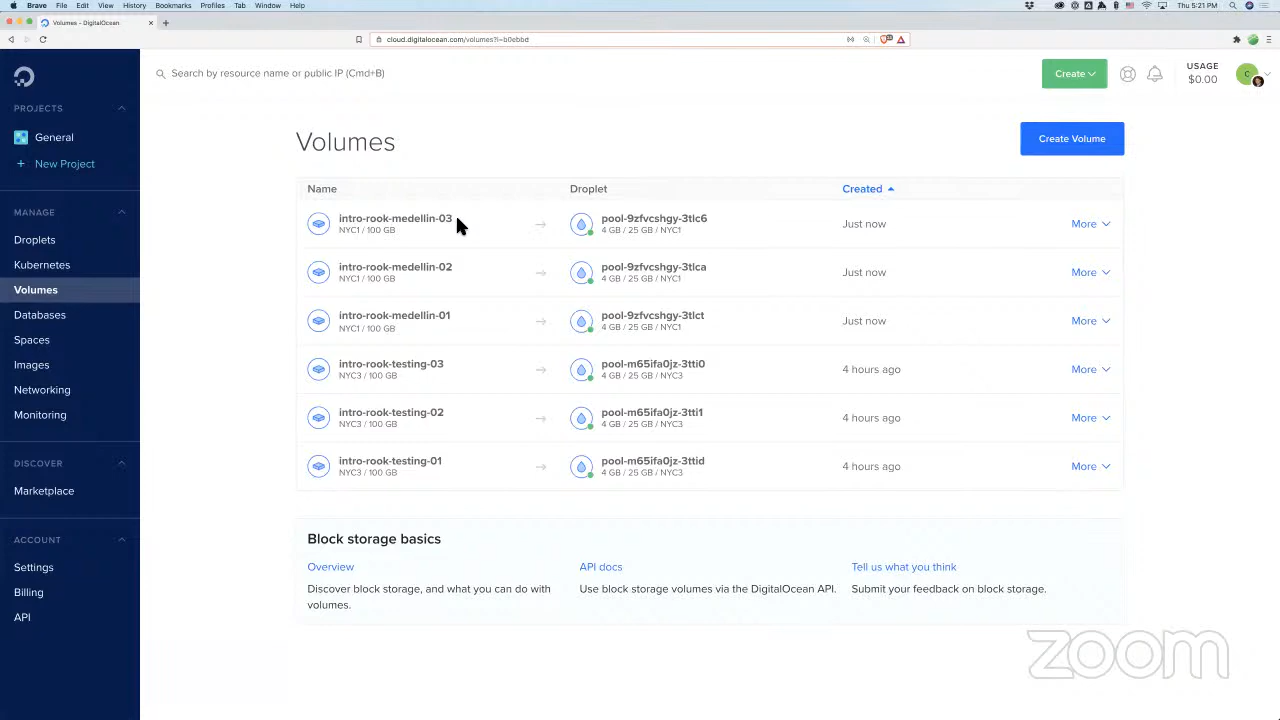 Brave File Edit View History Bookmarks Profiles Tab Window Help Thu 5:21 PM
Volumes - DigitalOcean
cloud.digitalocean.com/volumes?i=b0ebbd
Search by resource name or public IP (Cmd+B)
Create
USAGE
$0.00
C
PROJECTS
General
+ New Project
MANAGE
Droplets
Kubernetes
Volumes
Databases
Spaces
Images
Networking
Monitoring
DISCOVER
Marketplace
ACCOUNT
Settings
Billing
API
Volumes
Create Volume
Name Droplet Created
intro-rook-medellin-03 pool-9zfvcshgy-3tlc6 Just now More
NYC1 / 100 GB 4 GB / 25 GB / NYC1
intro-rook-medellin-02 pool-9zfvcshgy-3tlca Just now More
NYC1 / 100 GB 4 GB / 25 GB / NYC1
intro-rook-medellin-01 pool-9zfvcshgy-3tlct Just now More
NYC1 / 100 GB 4 GB / 25 GB / NYC1
intro-rook-testing-03 pool-m65ifa0jz-3tti0 4 hours ago More
NYC3 / 100 GB 4 GB / 25 GB / NYC3
intro-rook-testing-02 pool-m65ifa0jz-3tti1 4 hours ago More
NYC3 / 100 GB 4 GB / 25 GB / NYC3
intro-rook-testing-01 pool-m65ifa0jz-3ttid 4 hours ago More
NYC3 / 100 GB 4 GB / 25 GB / NYC3
Block storage basics
Overview API docs Tell us what you think
Discover block storage, and what you can do with Use block storage volumes via the DigitalOcean API. Submit your feedback on block storage.
volumes.
zoom